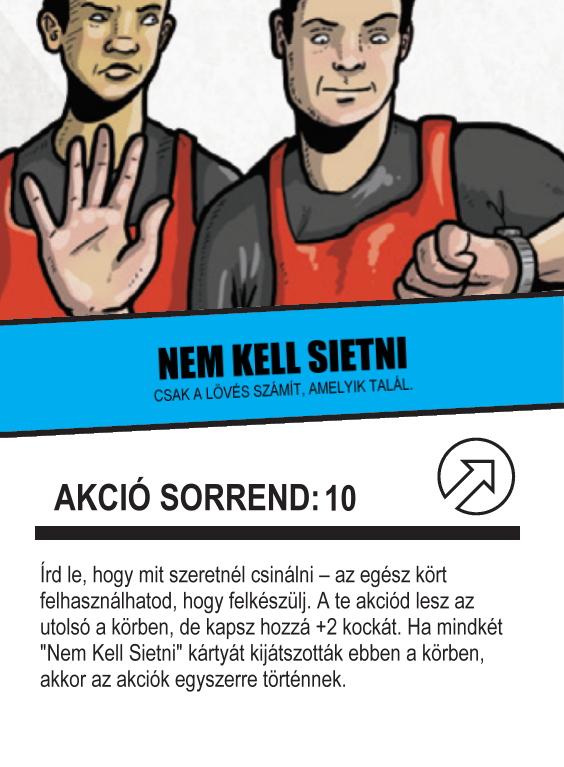 NEM KELL SIETNI
CSAK A LÖVÉS SZÁMÍT, AMELYIK TALÁL.
AKCIÓ SORREND: 10
Írd le, hogy mit szeretnél csinálni – az egész kört
felhasználhatod, hogy felkészülj. A te akciód lesz az
utolsó a körben, de kapsz hozzá +2 kockát. Ha mindkét
"Nem Kell Sietni" kártyát kijátszották ebben a körben,
akkor az akciók egyszerre történnek.